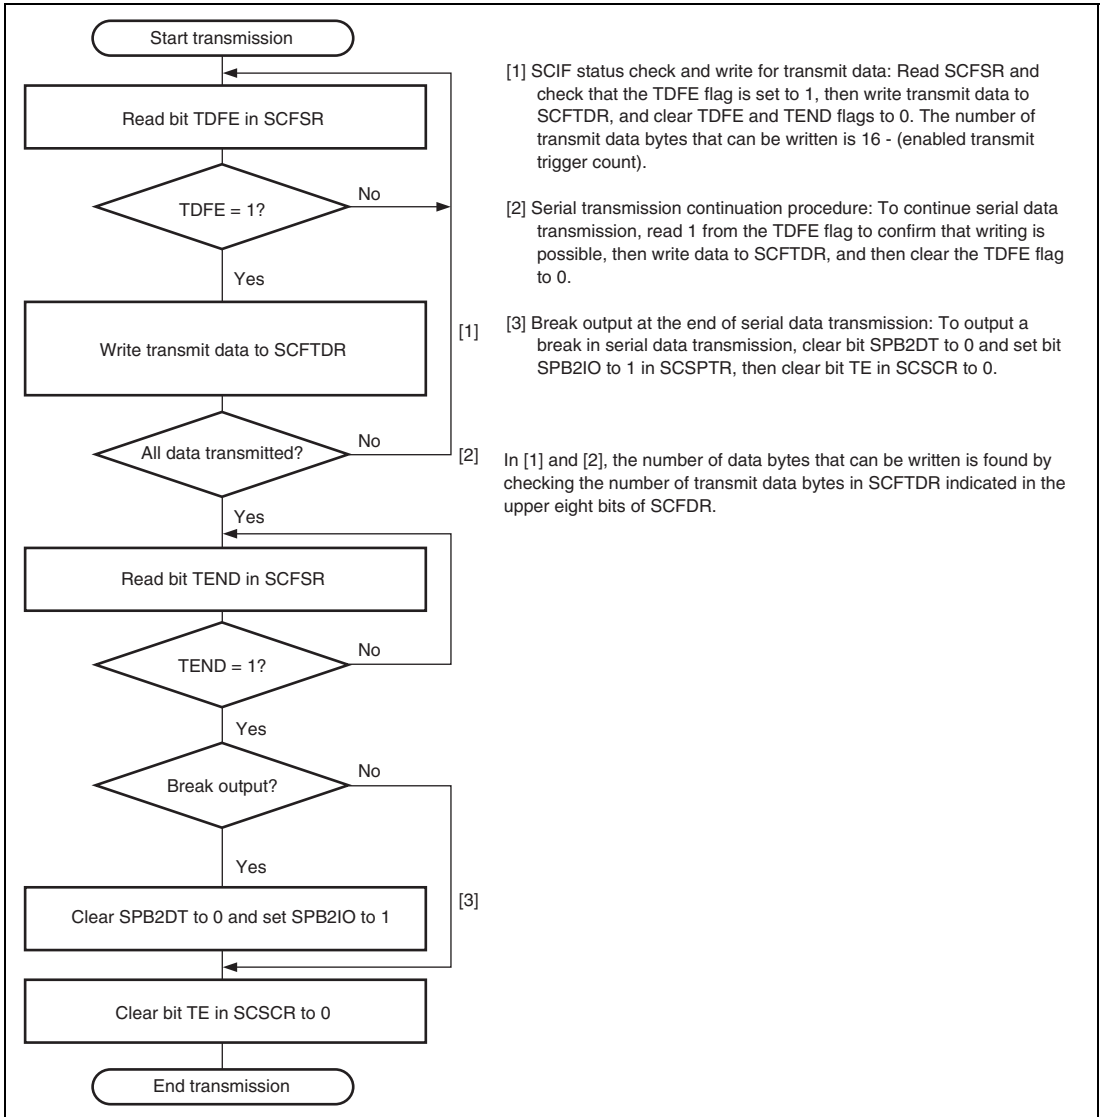 Start transmission
Read bit TDFE in SCFSR
TDFE = 1?
No
Yes
Write transmit data to SCFTDR
[1]
All data transmitted?
No
[2]
Yes
Read bit TEND in SCFSR
TEND = 1?
No
Yes
Break output?
No
Yes
Clear SPB2DT to 0 and set SPB2IO to 1
[3]
Clear bit TE in SCSCR to 0
End transmission
[1] SCIF status check and write for transmit data: Read SCFSR and
check that the TDFE flag is set to 1, then write transmit data to
SCFTDR, and clear TDFE and TEND flags to 0. The number of
transmit data bytes that can be written is 16 - (enabled transmit
trigger count).
[2] Serial transmission continuation procedure: To continue serial data
transmission, read 1 from the TDFE flag to confirm that writing is
possible, then write data to SCFTDR, and then clear the TDFE flag
to 0.
[3] Break output at the end of serial data transmission: To output a
break in serial data transmission, clear bit SPB2DT to 0 and set bit
SPB2IO to 1 in SCSPTR, then clear bit TE in SCSCR to 0.
In [1] and [2], the number of data bytes that can be written is found by
checking the number of transmit data bytes in SCFTDR indicated in the
upper eight bits of SCFDR.